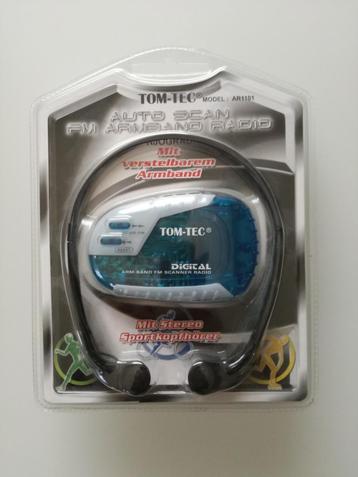 TOM-TEC® MODEL : AR1101
AUTO SCAN
FM ARMBAND RADIO
Mit
verstelbarem
Armband
TOM-TEC®
DIGITAL
ARM-BAND FM SCANNER RADIO
Mit Stereo
Sportkopfhörer